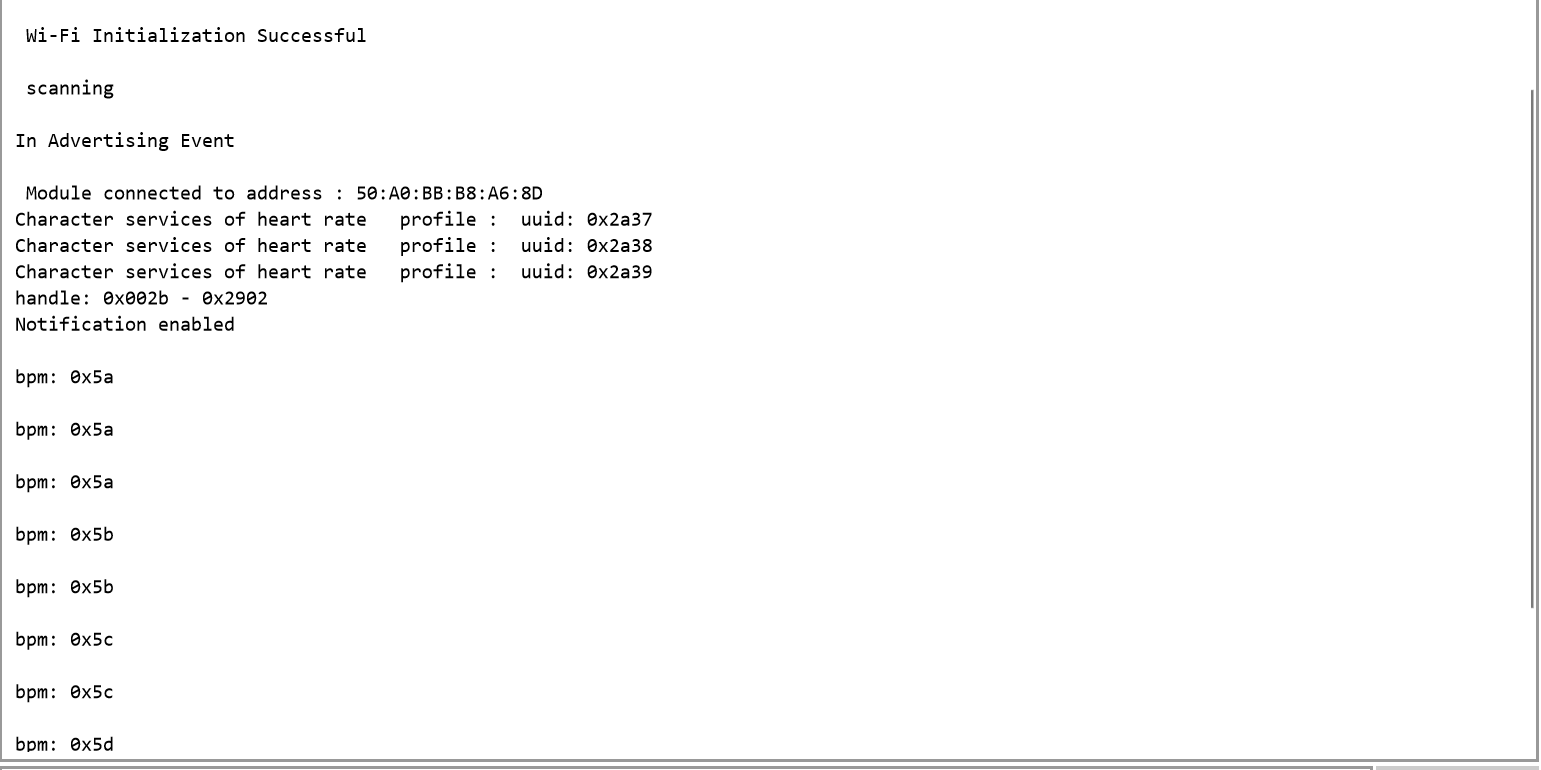 Wi-Fi Initialization Successful
scanning
In Advertising Event
Module connected to address : 50:A0:BB:B8:A6:8D
Character services of heart rate   profile :  uuid: 0x2a37
Character services of heart rate   profile :  uuid: 0x2a38
Character services of heart rate   profile :  uuid: 0x2a39
handle: 0x002b - 0x2902
Notification enabled
bpm: 0x5a
bpm: 0x5a
bpm: 0x5a
bpm: 0x5b
bpm: 0x5b
bpm: 0x5c
bpm: 0x5c
bpm: 0x5d